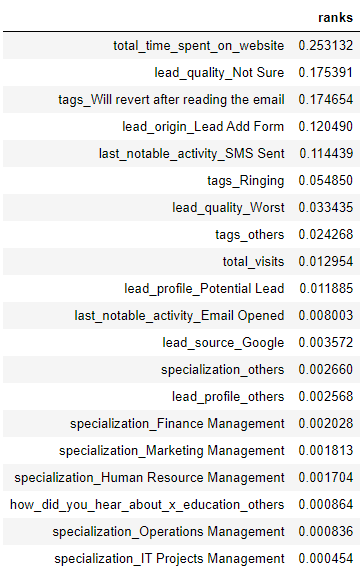 ranks
total_time_spent_on_website 0.253132
lead_quality_Not Sure 0.175391
tags_Will revert after reading the email 0.174654
lead_origin_Lead Add Form 0.120490
last_notable_activity_SMS Sent 0.114439
tags_Ringing 0.054850
lead_quality_Worst 0.033435
tags_others 0.024268
total_visits 0.012954
lead_profile_Potential Lead 0.011885
last_notable_activity_Email Opened 0.008003
lead_source_Google 0.003572
specialization_others 0.002660
lead_profile_others 0.002568
specialization_Finance Management 0.002028
specialization_Marketing Management 0.001813
specialization_Human Resource Management 0.001704
how_did_you_hear_about_x_education_others 0.000864
specialization_Operations Management 0.000836
specialization_IT Projects Management 0.000454